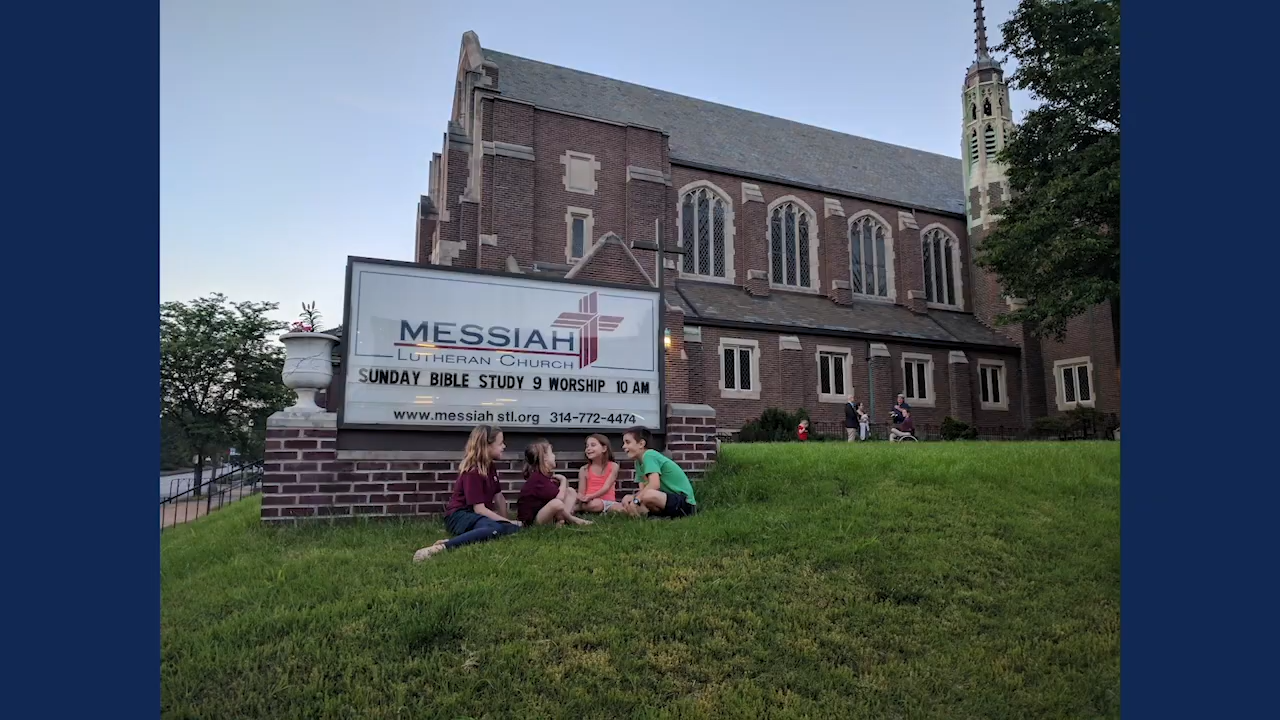 MESSIAH
LUTHERAN CHURCH
SUNDAY BIBLE STUDY 9 WORSHIP 10 AM
www.messiahstl.org 314-772-4474